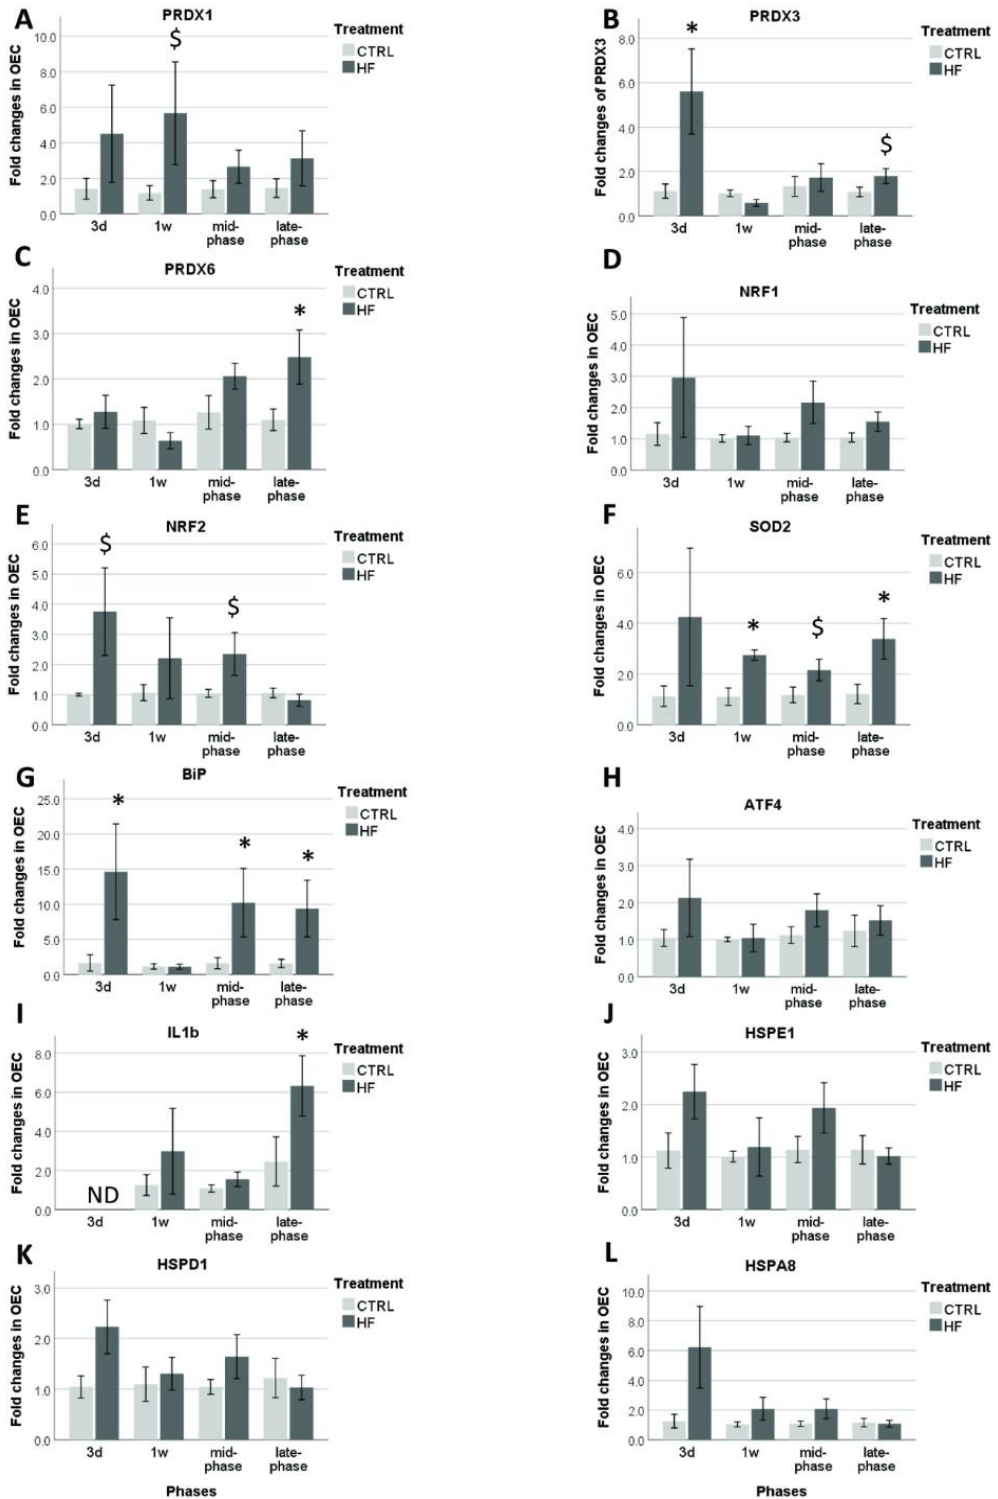 A
PRDX1
Fold changes in OEC
10.0
8.0
6.0
4.0
2.0
0.0
$
3d
1w
mid-phase
late-phase
Treatment
CTRL
HF
B
PRDX3
Fold changes of PRDX3
8.0
6.0
4.0
2.0
0.0
*
$
3d
1w
mid-phase
late-phase
Treatment
CTRL
HF
C
PRDX6
Fold changes in OEC
4.0
3.0
2.0
1.0
0.0
*
3d
1w
mid-phase
late-phase
Treatment
CTRL
HF
D
NRF1
Fold changes in OEC
5.0
4.0
3.0
2.0
1.0
0.0
3d
1w
mid-phase
late-phase
Treatment
CTRL
HF
E
NRF2
Fold changes in OEC
6.0
5.0
4.0
3.0
2.0
1.0
0.0
$
$
3d
1w
mid-phase
late-phase
Treatment
CTRL
HF
F
SOD2
Fold changes in OEC
6.0
4.0
2.0
0.0
*
$
*
3d
1w
mid-phase
late-phase
Treatment
CTRL
HF
G
BiP
Fold changes in OEC
25.0
20.0
15.0
10.0
5.0
0.0
*
*
*
3d
1w
mid-phase
late-phase
Treatment
CTRL
HF
H
ATF4
Fold changes in OEC
4.0
3.0
2.0
1.0
0.0
3d
1w
mid-phase
late-phase
Treatment
CTRL
HF
I
IL1b
Fold changes in OEC
8.0
6.0
4.0
2.0
0.0
ND
*
3d
1w
mid-phase
late-phase
Treatment
CTRL
HF
J
HSPE1
Fold changes in OEC
3.0
2.0
1.0
0.0
3d
1w
mid-phase
late-phase
Treatment
CTRL
HF
K
HSPD1
Fold changes in OEC
3.0
2.0
1.0
0.0
3d
1w
mid-phase
late-phase
Phases
Treatment
CTRL
HF
L
HSPA8
Fold changes in OEC
10.0
8.0
6.0
4.0
2.0
0.0
3d
1w
mid-phase
late-phase
Phases
Treatment
CTRL
HF